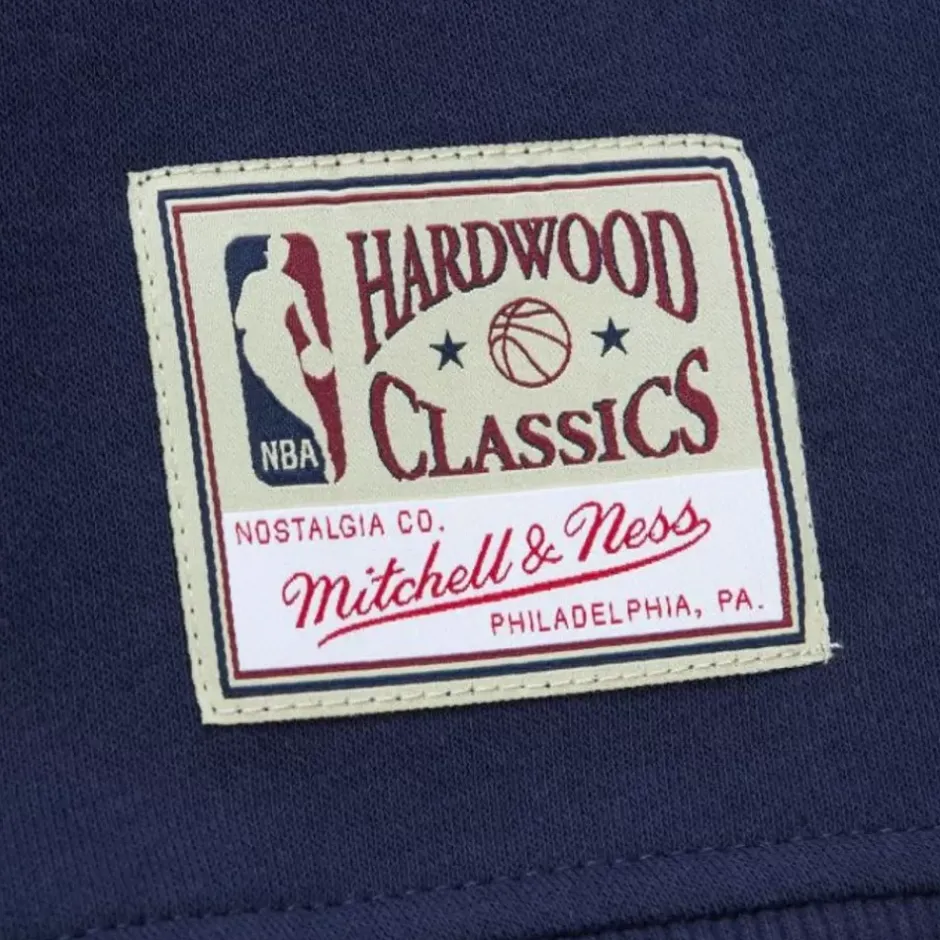 HARDWOOD
CLASSICS
NBA
NOSTALGIA CO.
Mitchell & Ness
PHILADELPHIA, PA.